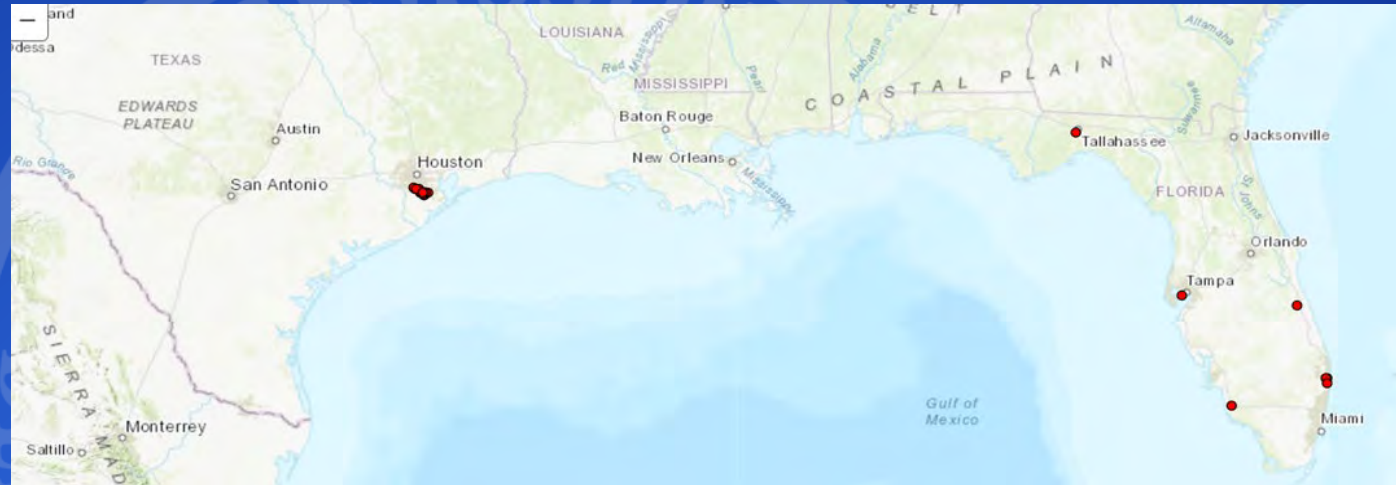 and
dessa
TEXAS
EDWARDS
PLATEAU
Austin
Rio Grande
San Antonio
Houston
LOUISIANA
Red
Mississippi
MISSISSIPPI
Pearl
Baton Rouge
New Orleans
Mississippi
Alabama
BELT
COASTAL PLAIN
Altamaha
Suwannee
Tallahassee
Jacksonville
FLORIDA
St Johns
Orlando
Tampa
Miami
Gulf of
Mexico
SIERRA MAD
Monterrey
Saltillo